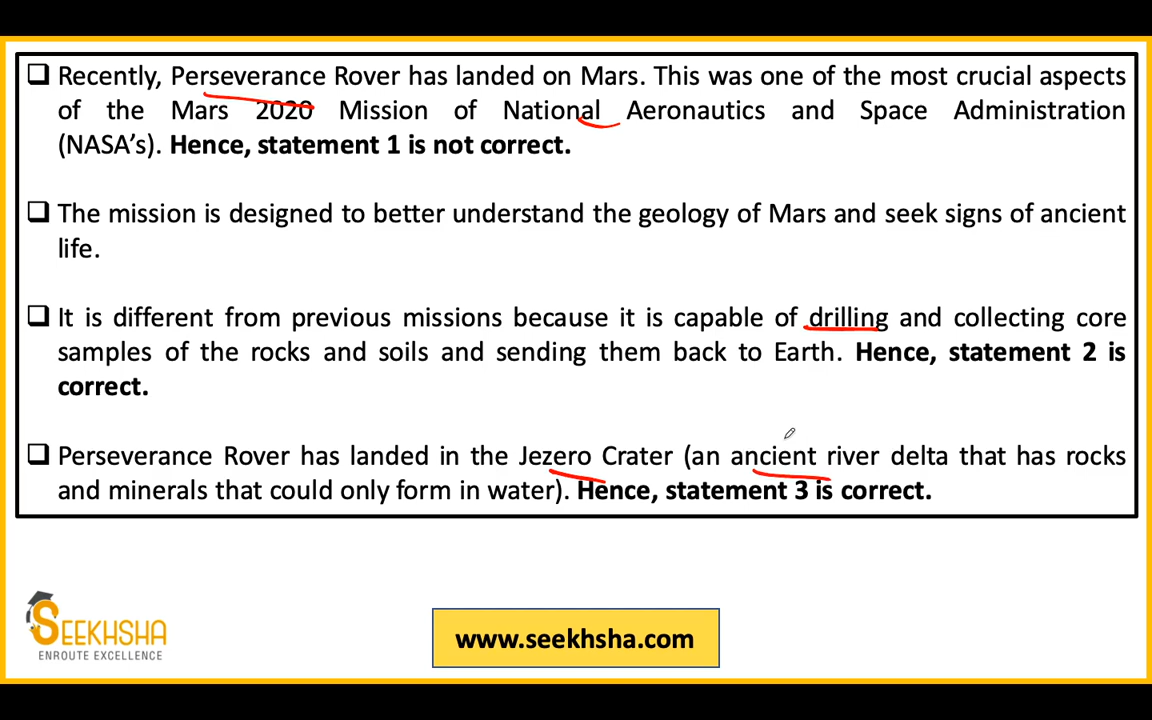 Recently, Perseverance Rover has landed on Mars. This was one of the most crucial aspects
of the Mars 2020 Mission of National Aeronautics and Space Administration
(NASA's). Hence, statement 1 is not correct.
The mission is designed to better understand the geology of Mars and seek signs of ancient
life.
It is different from previous missions because it is capable of drilling and collecting core
samples of the rocks and soils and sending them back to Earth. Hence, statement 2 is
correct.
Perseverance Rover has landed in the Jezero Crater (an ancient river delta that has rocks
and minerals that could only form in water). Hence, statement 3 is correct.
SEEKHSHA
ENROUTE EXCELLENCE
www.seekhsha.com